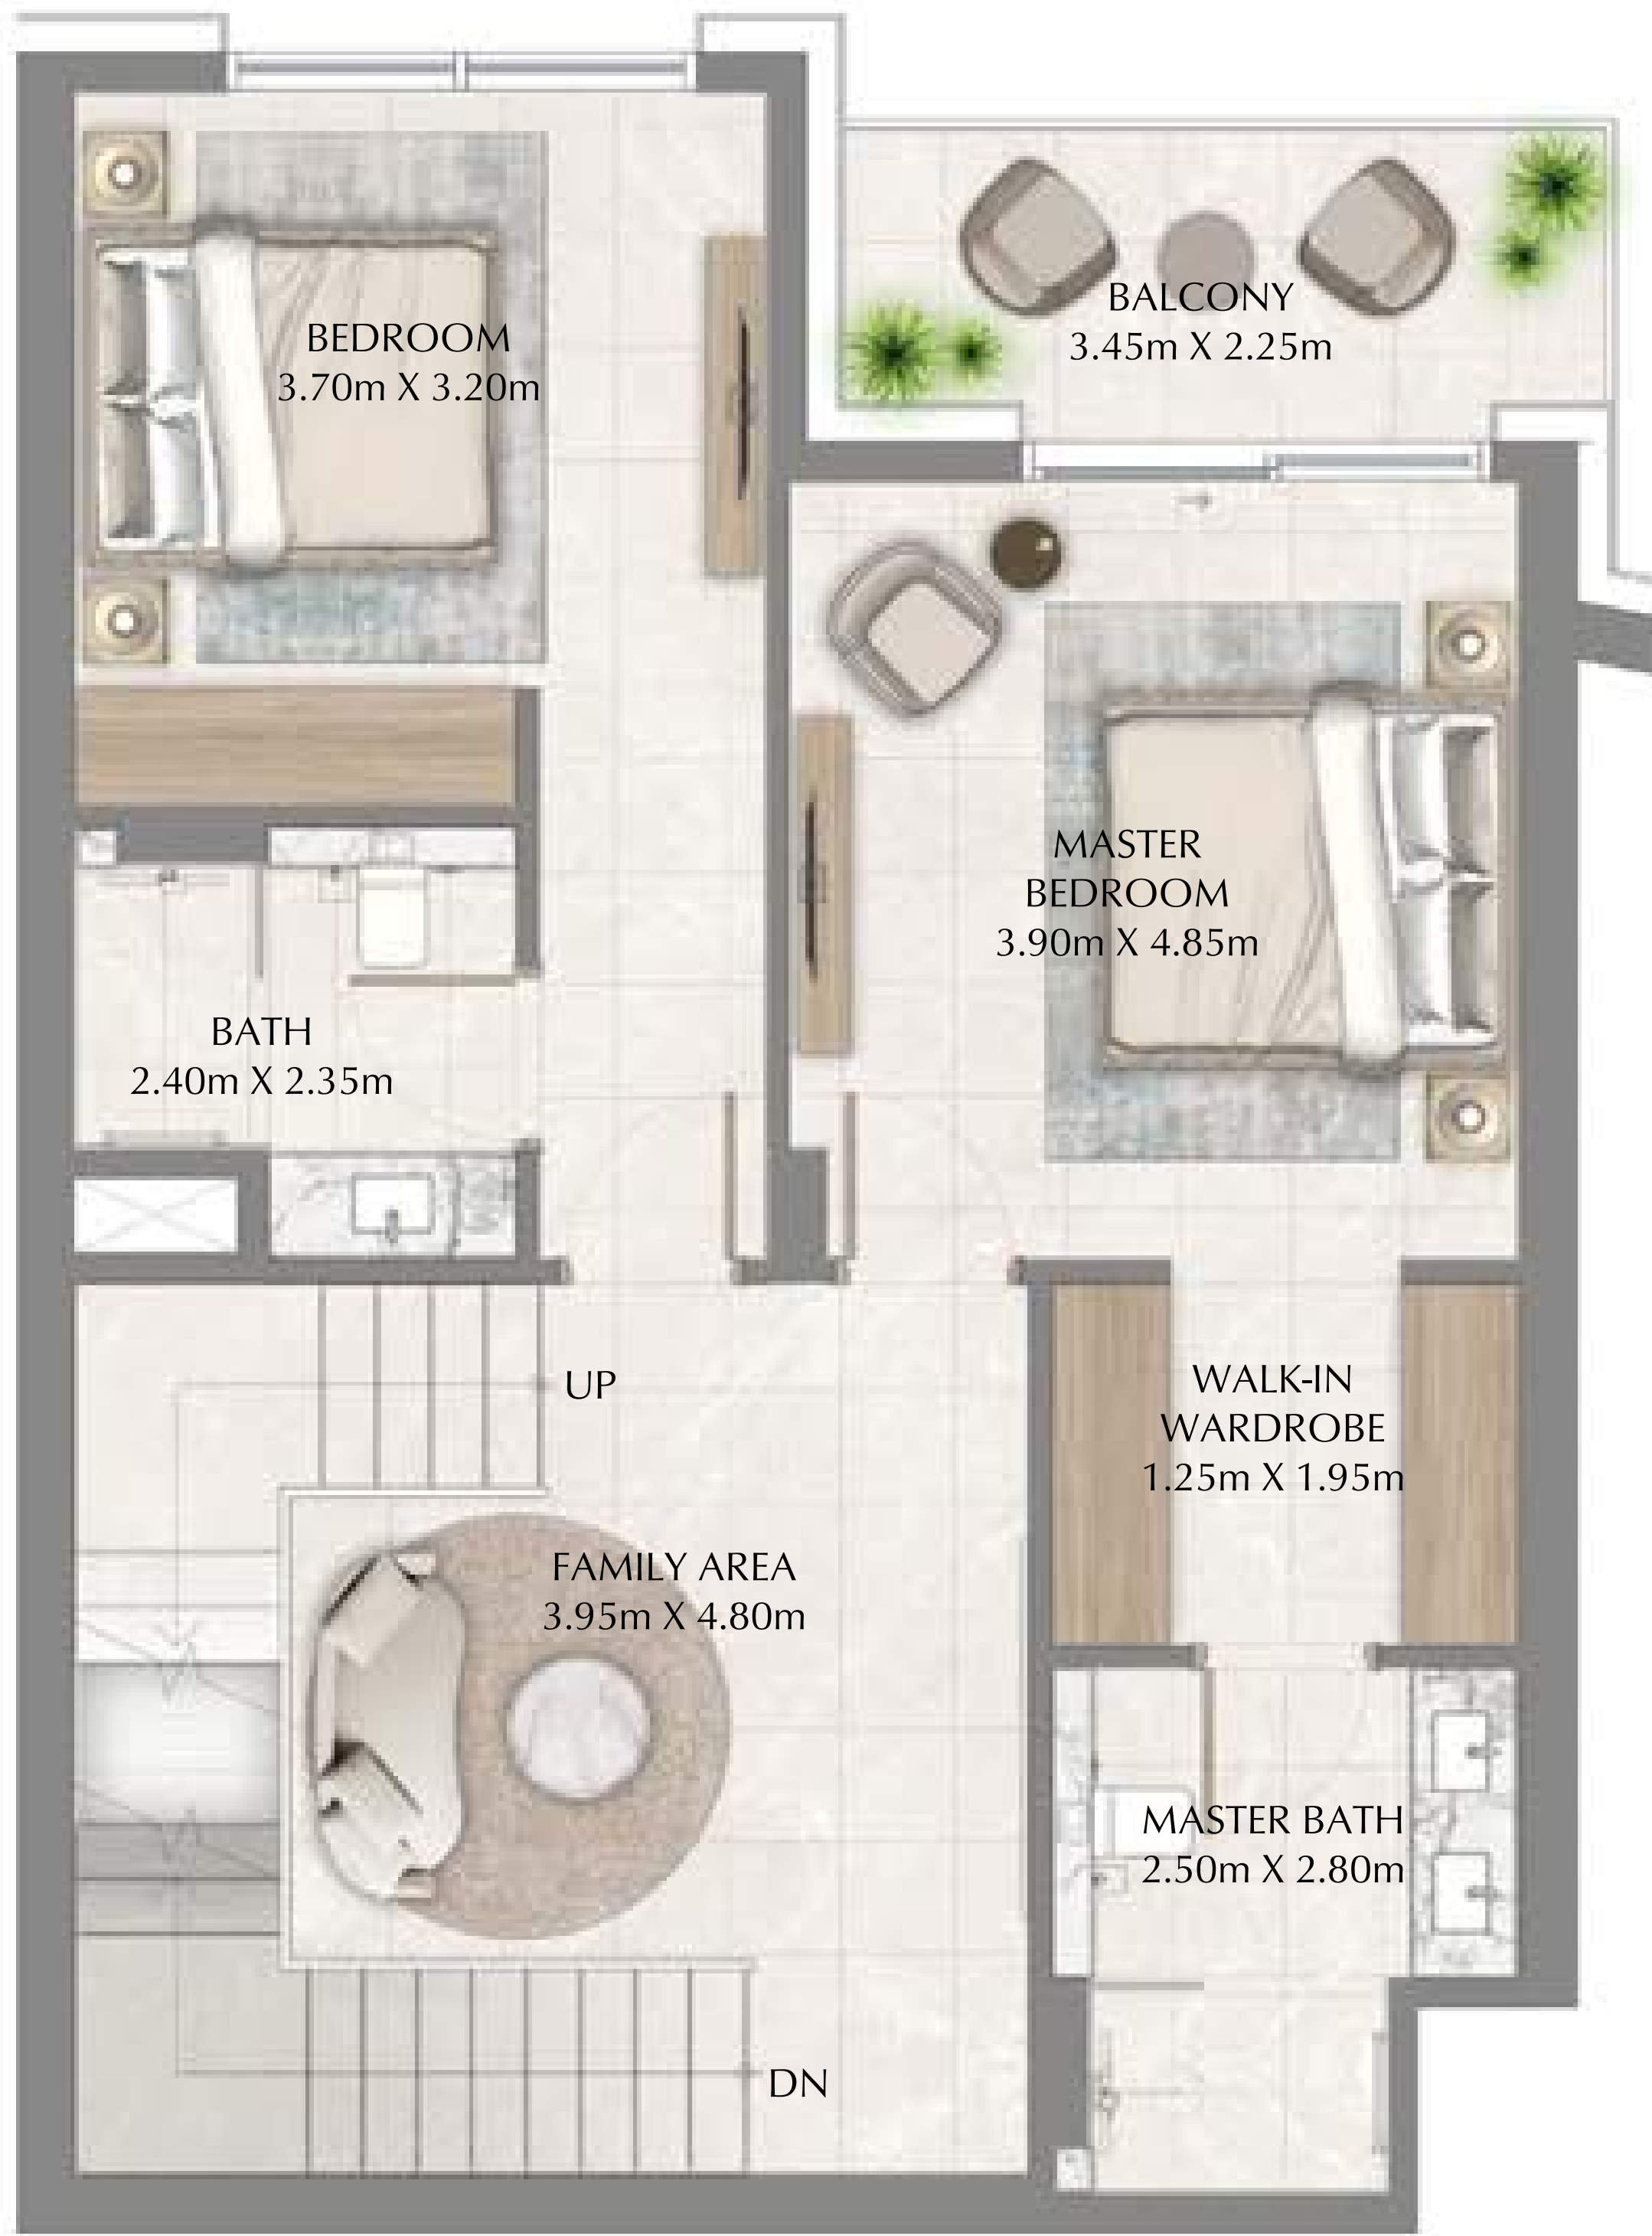 BEDROOM
3.70m X 3.20m
BALCONY
3.45m X 2.25m
MASTER
BEDROOM
3.90m X 4.85m
BATH
2.40m X 2.35m
UP
WALK-IN
WARDROBE
1.25m X 1.95m
FAMILY AREA
3.95m X 4.80m
MASTER BATH
2.50m X 2.80m
DN